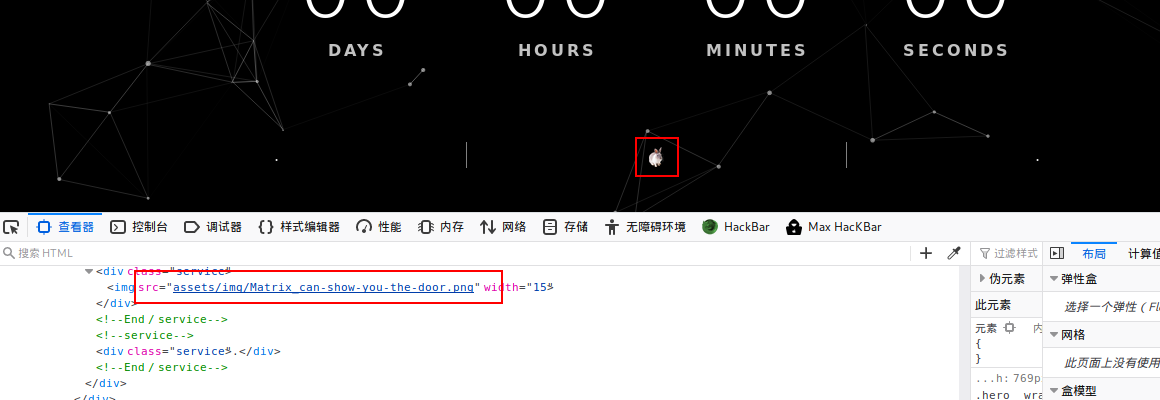 00 00 00 00
DAYS HOURS MINUTES SECONDS
查看器 控制台 调试器 样式编辑器 性能 内存 网络 存储 无障碍环境 HackBar Max HacKBar
搜索 HTML
过滤样式
布局 计算值
<div class="service">
<img src="assets/img/Matrix_can-show-you-the-door.png" width="15"
</div>
<!--End / service-->
<!--service-->
<div class="service">.</div>
<!--End / service-->
</div>
</div>
伪元素
此元素
元素 内
{
}
...h: 769p
.hero__wra
弹性盒
选择一个弹性 ( Fl
网格
此页面上没有使用
盒模型